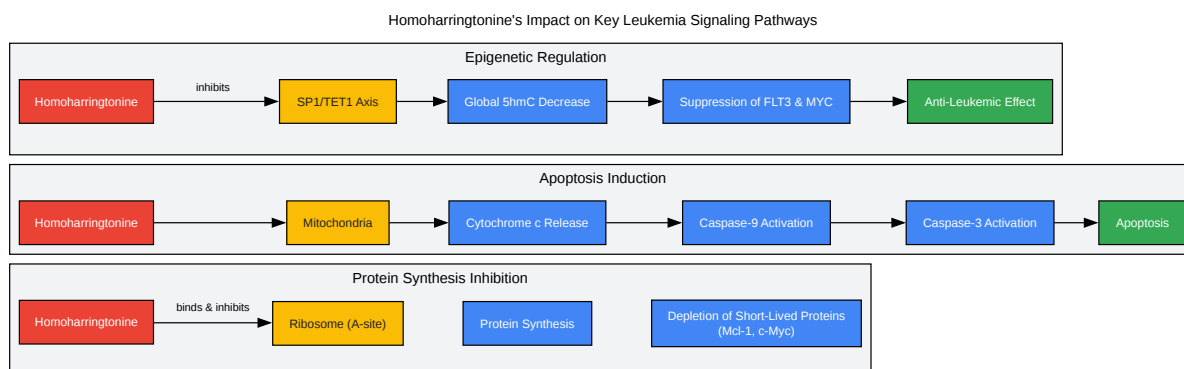 Homoharringtonine's Impact on Key Leukemia Signaling Pathways
Epigenetic Regulation
Homoharringtonine
inhibits
SP1/TET1 Axis
Global 5hmC Decrease
Suppression of FLT3 & MYC
Anti-Leukemic Effect
Apoptosis Induction
Homoharringtonine
Mitochondria
Cytochrome c Release
Caspase-9 Activation
Caspase-3 Activation
Apoptosis
Protein Synthesis Inhibition
Homoharringtonine
binds & inhibits
Ribosome (A-site)
Protein Synthesis
Depletion of Short-Lived Proteins
(Mcl-1, c-Myc)